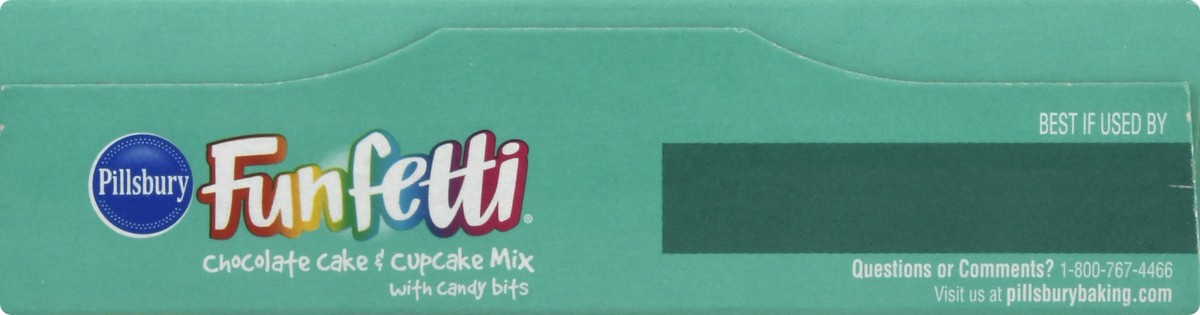 Pillsbury
Funfetti®
Chocolate Cake & Cupcake Mix
with candy bits
BEST IF USED BY
Questions or Comments? 1-800-767-4466
Visit us at pillsburybaking.com